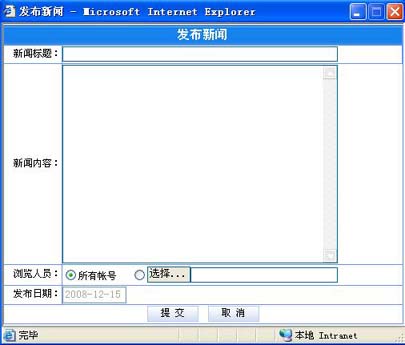 发布新闻 - Microsoft Internet Explorer
发布新闻
新闻标题：
新闻内容：
浏览人员： 所有帐号 选择...
发布日期： 2008-12-15
提 交 取 消
完毕 本地 Intranet